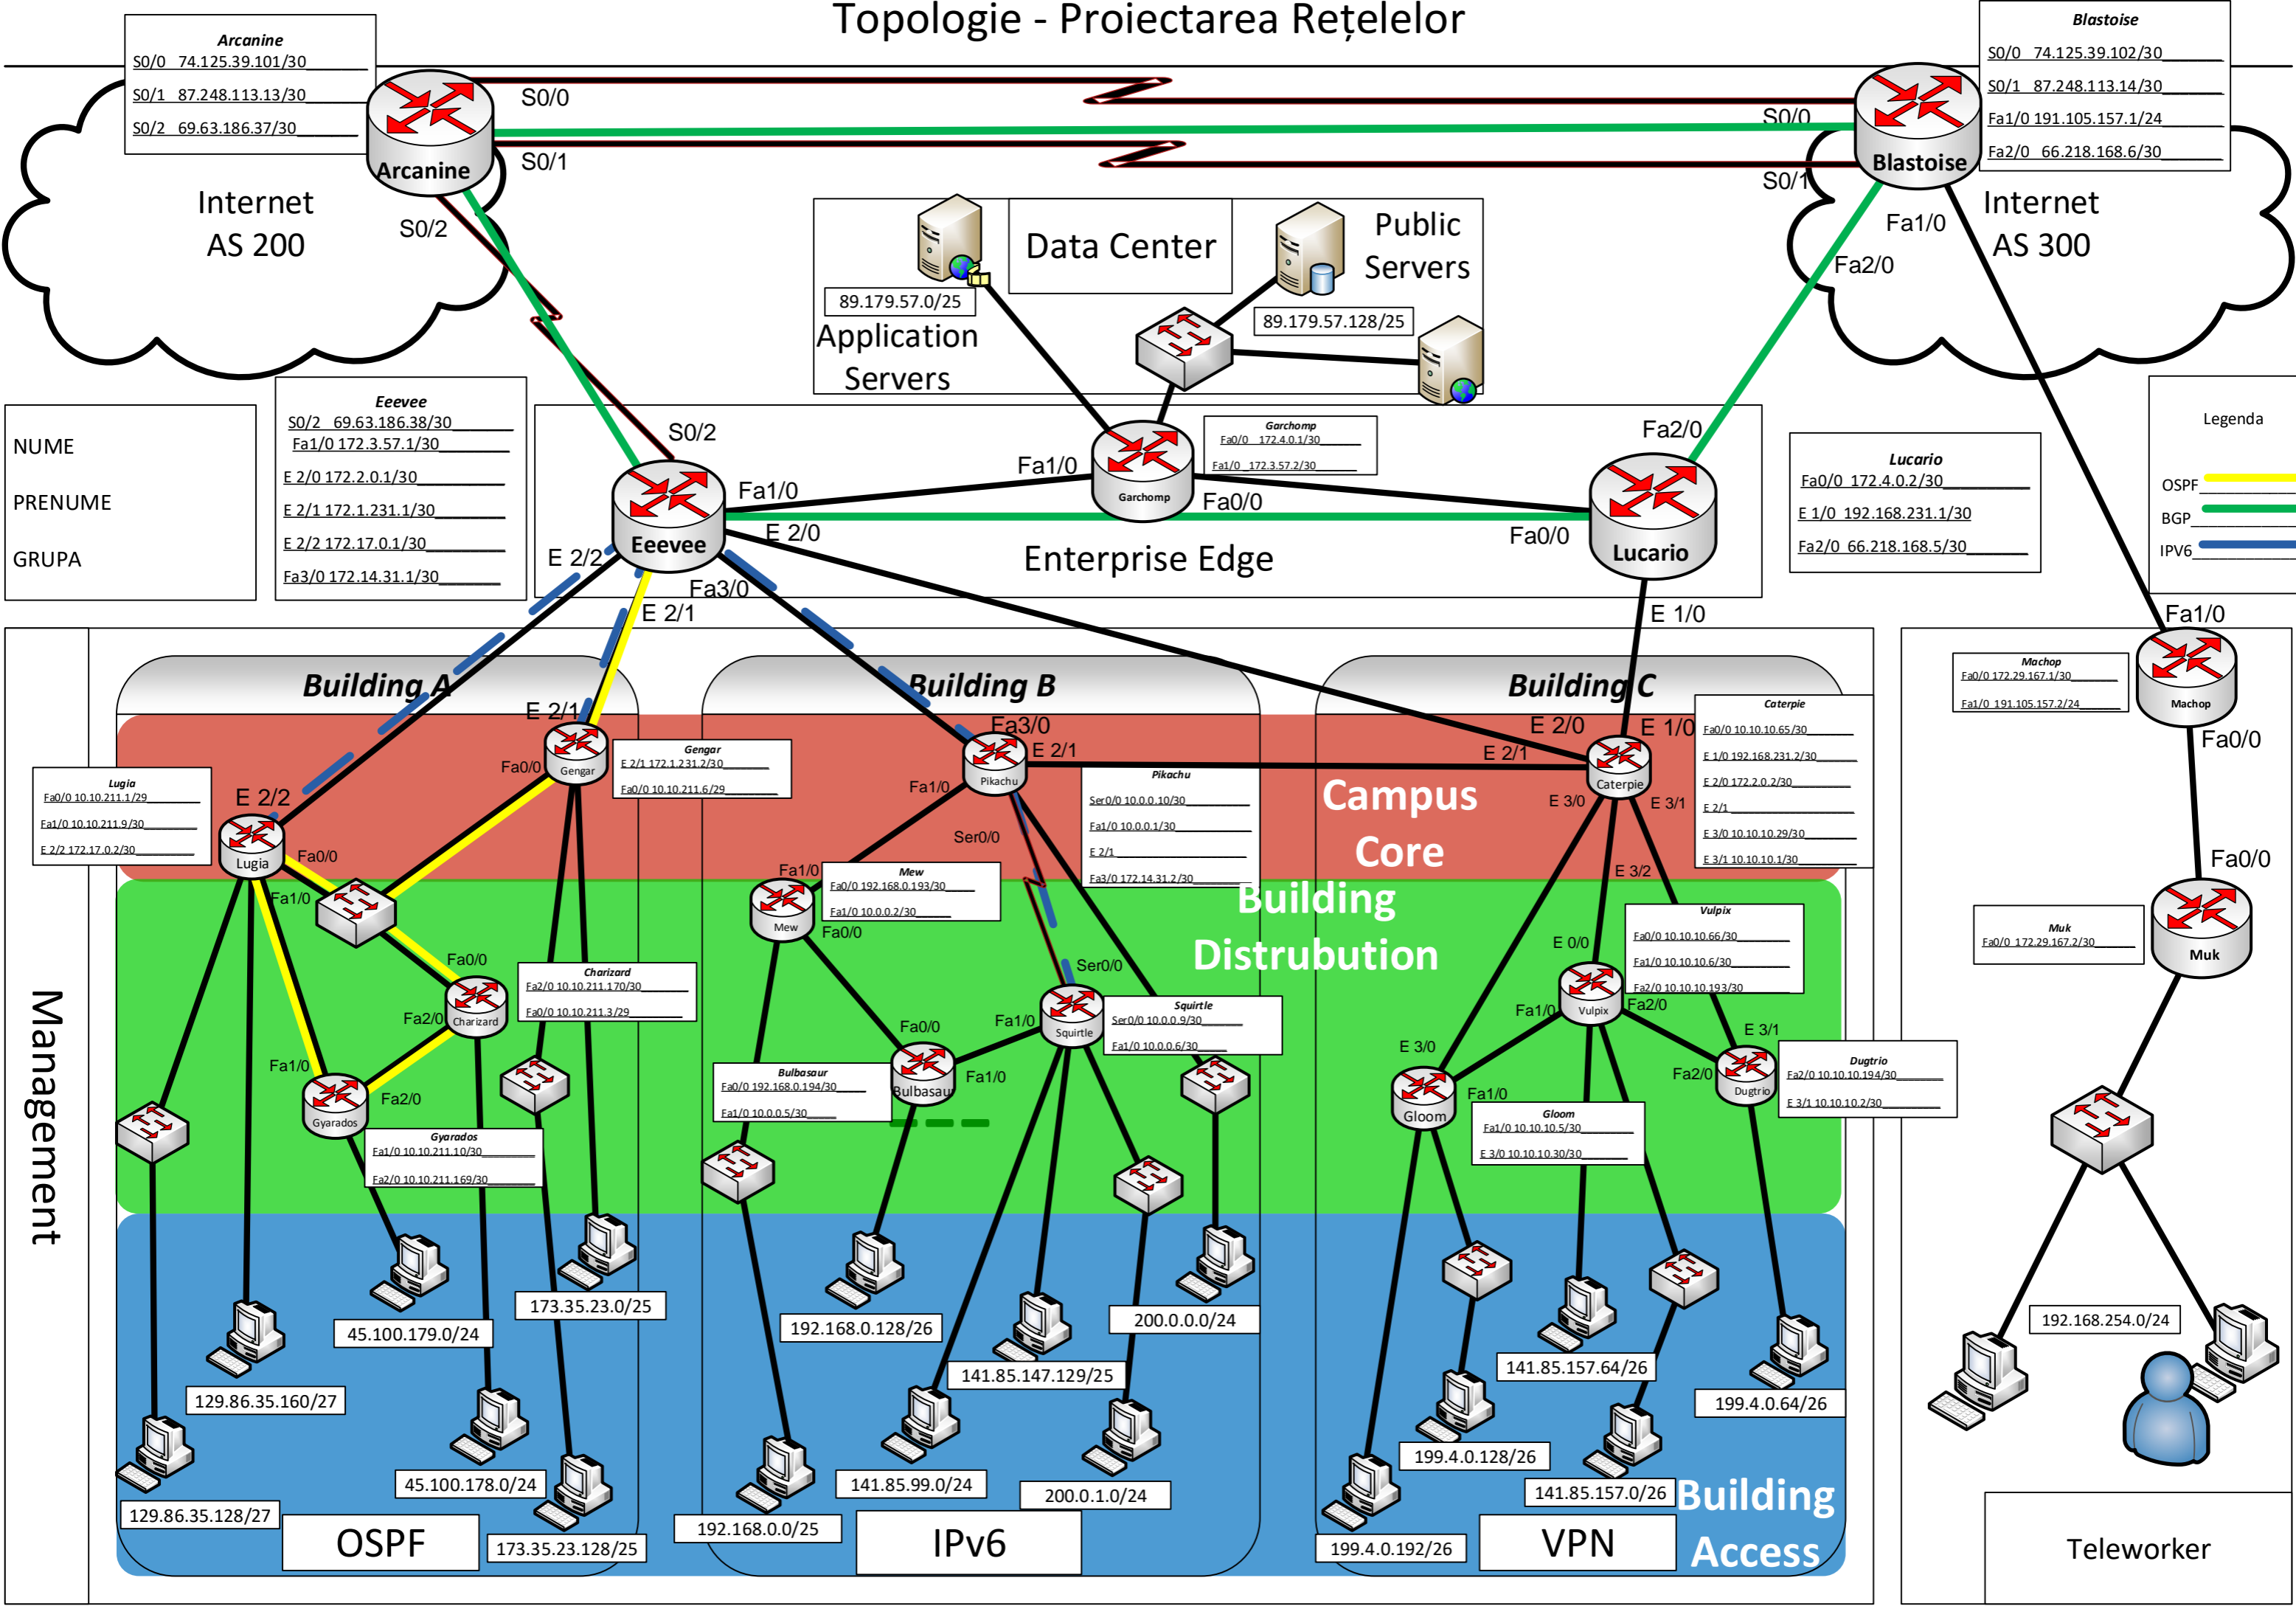 Topologie - Proiectarea Rețelelor
Arcanine
S0/0 74.125.39.101/30
S0/1 87.248.113.13/30
S0/2 69.63.186.37/30
Blastoise
S0/0 74.125.39.102/30
S0/1 87.248.113.14/30
Fa1/0 191.105.157.1/24
Fa2/0 66.218.168.6/30
Arcanine
S0/0
S0/1
S0/2
Internet
AS 200
S0/0
S0/1
Blastoise
Fa1/0
Fa2/0
Internet
AS 300
Data Center
Public
Servers
89.179.57.0/25
Application
Servers
89.179.57.128/25
NUME
PRENUME
GRUPA
Eeevee
S0/2 69.63.186.38/30
Fa1/0 172.3.57.1/30
E 2/0 172.2.0.1/30
E 2/1 172.1.231.1/30
E 2/2 172.17.0.1/30
Fa3/0 172.14.31.1/30
S0/2
Fa1/0
Eeevee
E 2/0
E 2/2
E 2/1
Fa3/0
Fa1/0
Garchomp
Fa0/0
Garchomp
Fa0/0 172.4.0.1/30
Fa1/0 _172.3.57.2/30
Enterprise Edge
Fa2/0
Fa0/0
Lucario
E 1/0
Lucario
Fa0/0 172.4.0.2/30
E 1/0 192.168.231.1/30
Fa2/0 66.218.168.5/30
Legenda
OSPF
BGP
IPV6
Management
Building A
Building B
Building C
Campus
Core
Building
Distrubution
Building
Access
E 2/1
Fa0/0
Gengar
Gengar
E 2/1 172.1.231.2/30
Fa0/0 10.10.211.6/29
Lugia
Fa0/0 10.10.211.1/29
Fa1/0 10.10.211.9/30
E 2/2 172.17.0.2/30
E 2/2
Lugia
Fa0/0
Fa1/0
Fa0/0
Charizard
Fa2/0
Charizard
Fa2/0 10.10.211.170/30
Fa0/0 10.10.211.3/29
Fa1/0
Gyarados
Fa2/0
Gyarados
Fa1/0 10.10.211.10/30
Fa2/0 10.10.211.169/30
129.86.35.160/27
45.100.179.0/24
173.35.23.0/25
129.86.35.128/27
45.100.178.0/24
173.35.23.128/25
OSPF
Fa3/0
E 2/1
Pikachu
Fa1/0
Ser0/0
Pikachu
Ser0/0 10.0.0.10/30
Fa1/0 10.0.0.1/30
E 2/1
Fa3/0 172.14.31.2/30
Fa1/0
Mew
Fa0/0
Mew
Fa0/0 192.168.0.193/30
Fa1/0 10.0.0.2/30
Ser0/0
Fa1/0
Squirtle
Squirtle
Ser0/0 10.0.0.9/30
Fa1/0 10.0.0.6/30
Fa0/0
Bulbasaur
Fa1/0
Bulbasaur
Fa0/0 192.168.0.194/30
Fa1/0 10.0.0.5/30
192.168.0.128/26
141.85.147.129/25
200.0.0.0/24
192.168.0.0/25
141.85.99.0/24
200.0.1.0/24
IPv6
E 2/0
E 1/0
E 2/1
Caterpie
E 3/0
E 3/1
E 3/2
Caterpie
Fa0/0 10.10.10.65/30
E 1/0 192.168.231.2/30
E 2/0 172.2.0.2/30
E 2/1
E 3/0 10.10.10.29/30
E 3/1 10.10.10.1/30
Vulpix
Fa0/0 10.10.10.66/30
Fa1/0 10.10.10.6/30
Fa2/0 10.10.10.193/30
E 0/0
Fa1/0
Vulpix
Fa2/0
E 3/1
Fa2/0
Dugtrio
Dugtrio
Fa2/0 10.10.10.194/30
E 3/1 10.10.10.2/30
E 3/0
Gloom
Fa1/0
Gloom
Fa1/0 10.10.10.5/30
E 3/0 10.10.10.30/30
141.85.157.64/26
199.4.0.64/26
199.4.0.128/26
141.85.157.0/26
199.4.0.192/26
VPN
Fa1/0
Machop
Fa0/0
Machop
Fa0/0 172.29.167.1/30
Fa1/0 191.105.157.2/24
Fa0/0
Muk
Muk
Fa0/0 172.29.167.2/30
192.168.254.0/24
Teleworker